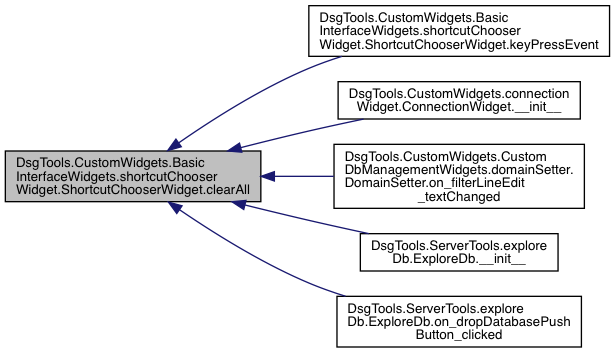 DsgTools.CustomWidgets.Basic
InterfaceWidgets.shortcutChooser
Widget.ShortcutChooserWidget.keyPressEvent
DsgTools.CustomWidgets.connection
Widget.ConnectionWidget.__init__
DsgTools.CustomWidgets.Basic
InterfaceWidgets.shortcutChooser
Widget.ShortcutChooserWidget.clearAll
DsgTools.CustomWidgets.Custom
DbManagementWidgets.domainSetter.
DomainSetter.on_filterLineEdit
_textChanged
DsgTools.ServerTools.explore
Db.ExploreDb.__init__
DsgTools.ServerTools.explore
Db.ExploreDb.on_dropDatabasePush
Button_clicked